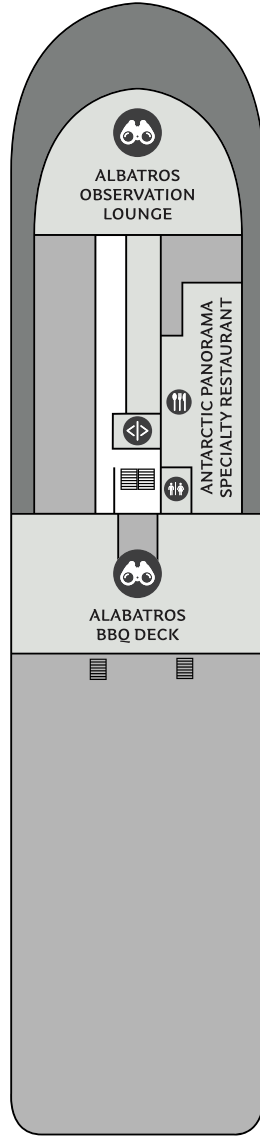 ALBATROS
OBSERVATION
LOUNGE
ANTARCTIC PANORAMA
SPECIALTY RESTAURANT
ALABATROS
BBQ DECK